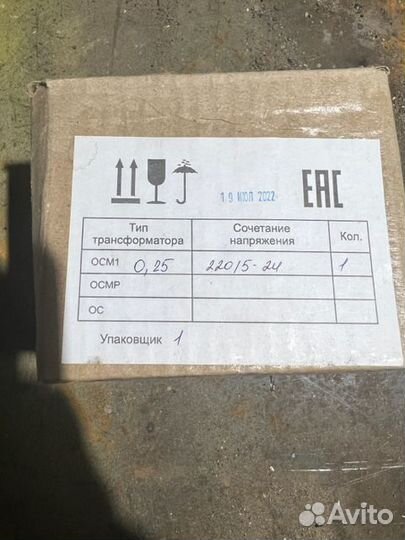 19 ИЮЛ 2022
EAC
Тип трансформатора
Сочетание напряжения
Кол.
ОСМ1 0,25 220/5-24 1
ОСМР
ОС
Упаковщик 1
Avito